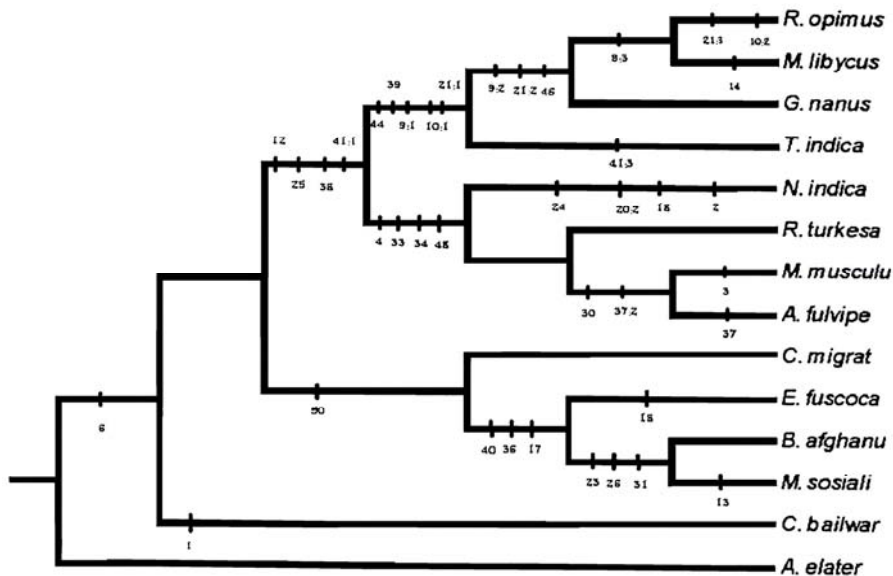 R. opimus
21:1 10:2
8:3
M. libycus
14
39 21:1
9:2 21:2 46
G. nanus
44 9:1 10:1
12 41:1
T. indica
41:3
25 38
N. indica
24 20:2 18 2
4 33 34 48
R. turkesa
M. musculu
3
30 37:2
A. fulvipe
37
C. migrat
50
E. fuscoca
18
6
40 36 17
B. afghanu
23 26 31
M. sosiali
13
C. bailwar
1
A. elater